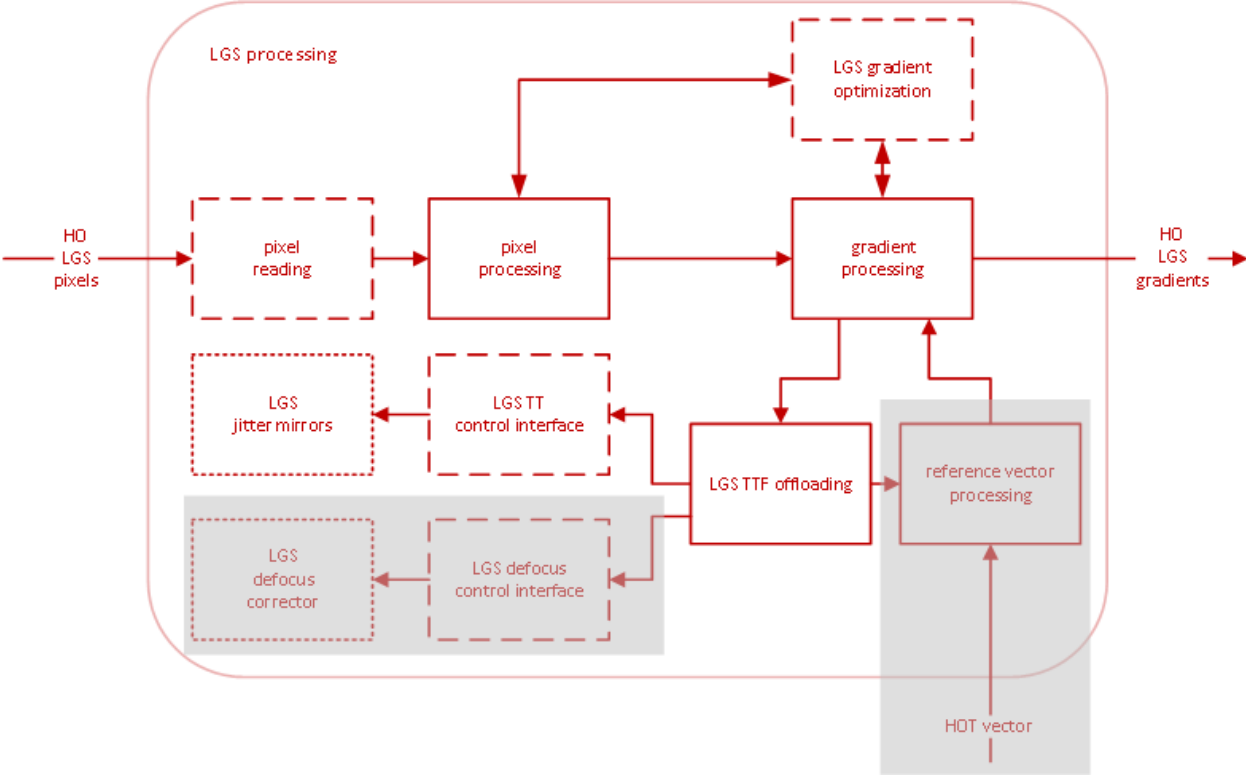 LGS processing
LGS gradient
optimization
HO
LGS
pixels
pixel
reading
pixel
processing
gradient
processing
HO
LGS
gradients
LGS
jitter mirrors
LGS TT
control interface
LGS TTF offloading
reference vector
processing
LGS
defocus
corrector
LGS defocus
control interface
HOT vector